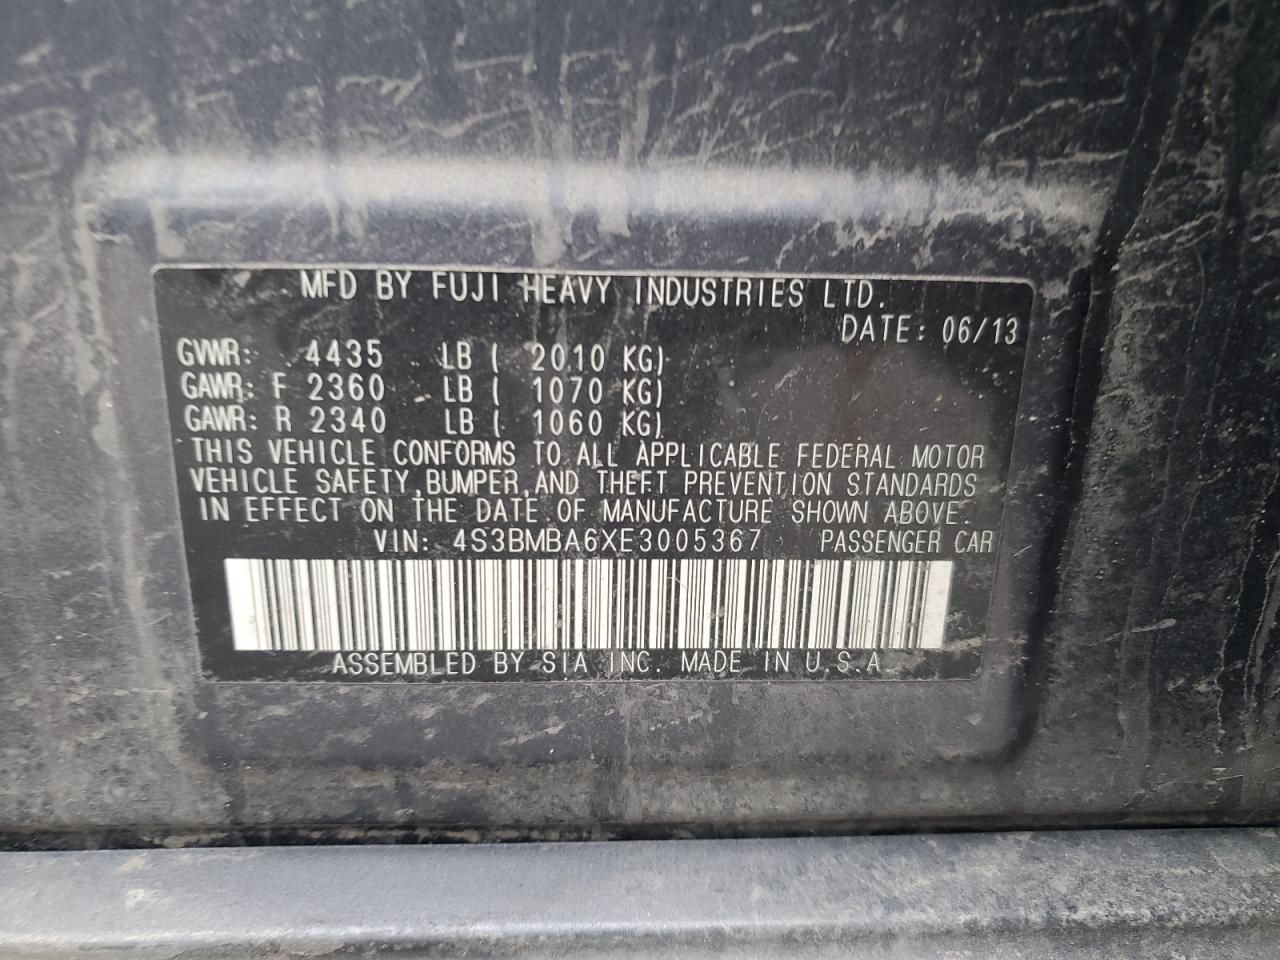 MFD BY FUJI HEAVY INDUSTRIES LTD.
DATE: 06/13
GVWR: 4435 LB ( 2010 KG)
GAWR: F 2360 LB ( 1070 KG)
GAWR: R 2340 LB ( 1060 KG)
THIS VEHICLE CONFORMS TO ALL APPLICABLE FEDERAL MOTOR
VEHICLE SAFETY,BUMPER,AND THEFT PREVENTION STANDARDS
IN EFFECT ON THE DATE OF MANUFACTURE SHOWN ABOVE.
VIN: 4S3BMBA6XE3005367 PASSENGER CAR
ASSEMBLED BY SIA INC. MADE IN U.S.A.